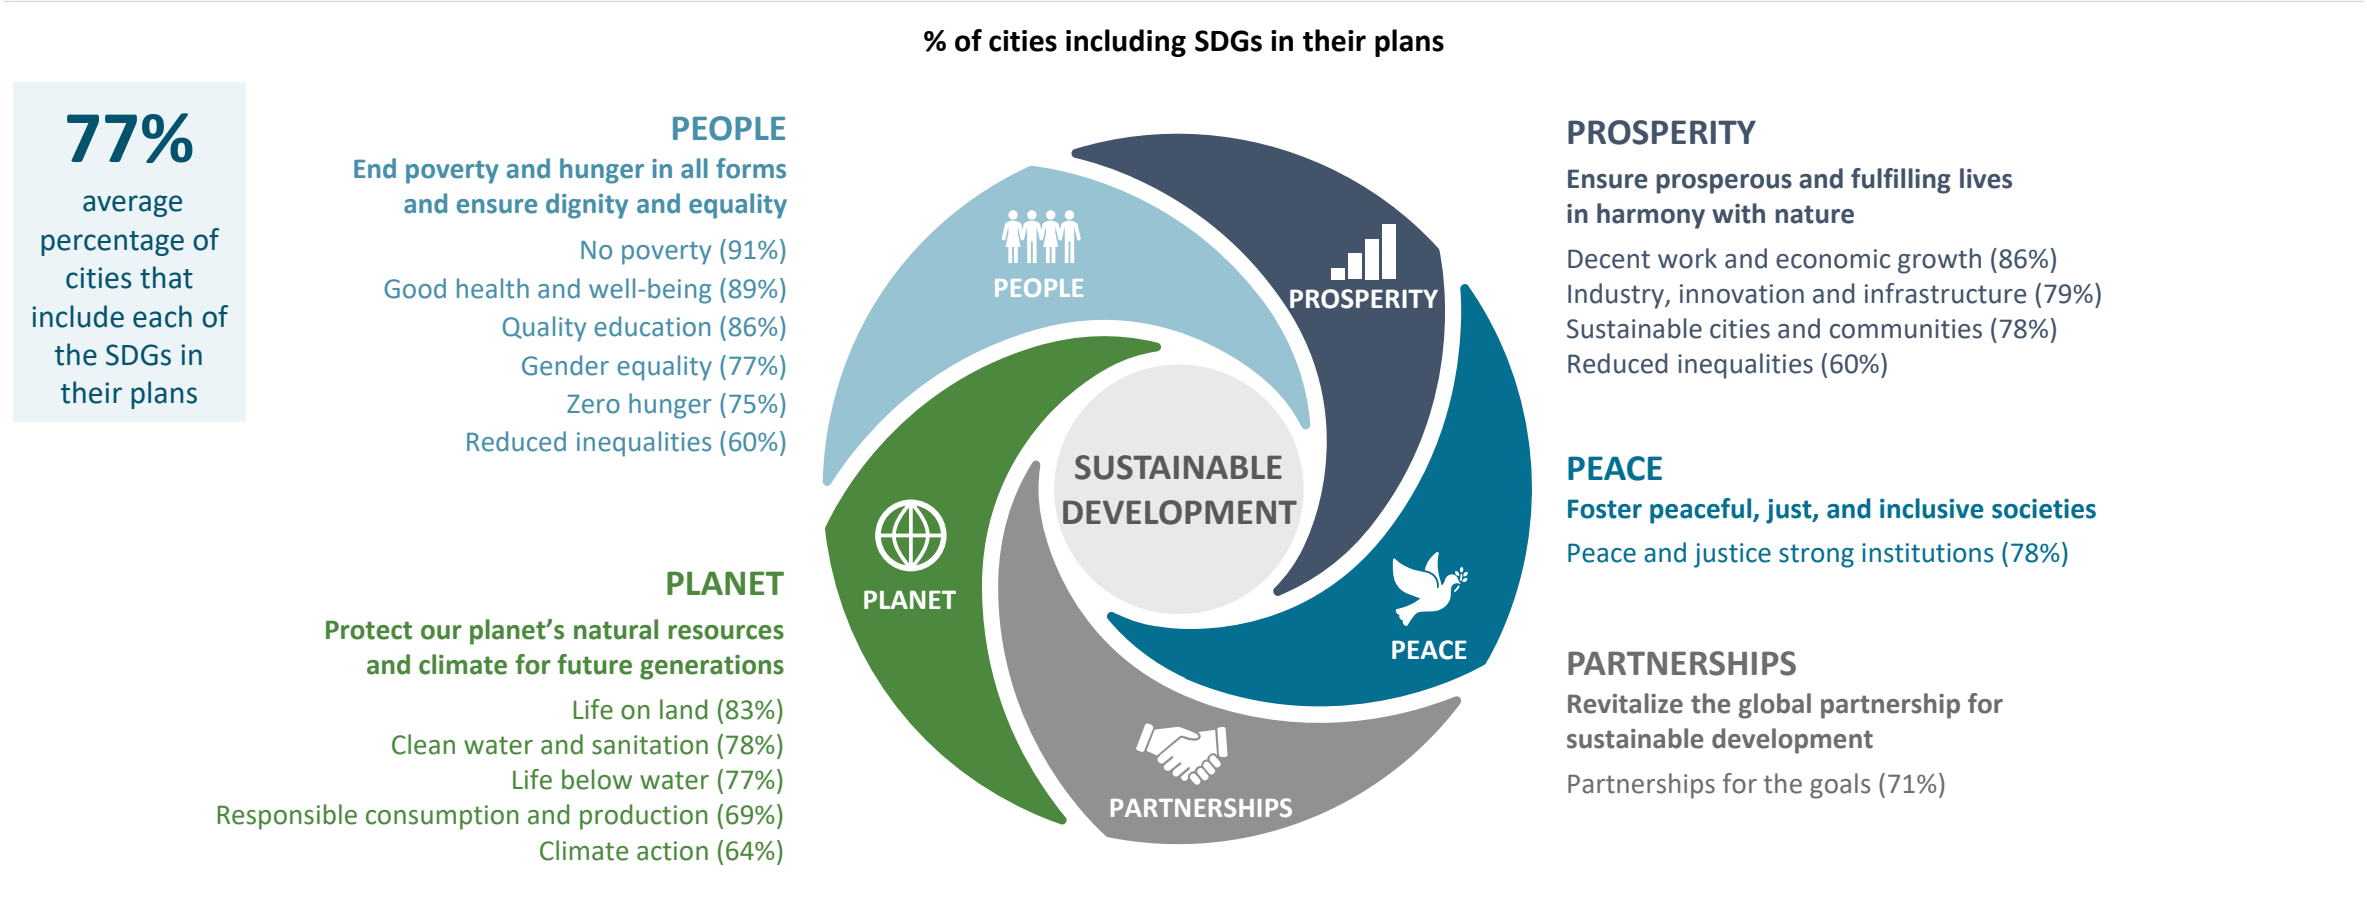 % of cities including SDGs in their plans
77%
average
percentage of
cities that
include each of
the SDGs in
their plans
PEOPLE
End poverty and hunger in all forms
and ensure dignity and equality
No poverty (91%)
Good health and well-being (89%)
Quality education (86%)
Gender equality (77%)
Zero hunger (75%)
Reduced inequalities (60%)
PLANET
Protect our planet’s natural resources
and climate for future generations
Life on land (83%)
Clean water and sanitation (78%)
Life below water (77%)
Responsible consumption and production (69%)
Climate action (64%)
PEOPLE
PROSPERITY
SUSTAINABLE
DEVELOPMENT
PLANET
PEACE
PARTNERSHIPS
PROSPERITY
Ensure prosperous and fulfilling lives
in harmony with nature
Decent work and economic growth (86%)
Industry, innovation and infrastructure (79%)
Sustainable cities and communities (78%)
Reduced inequalities (60%)
PEACE
Foster peaceful, just, and inclusive societies
Peace and justice strong institutions (78%)
PARTNERSHIPS
Revitalize the global partnership for
sustainable development
Partnerships for the goals (71%)